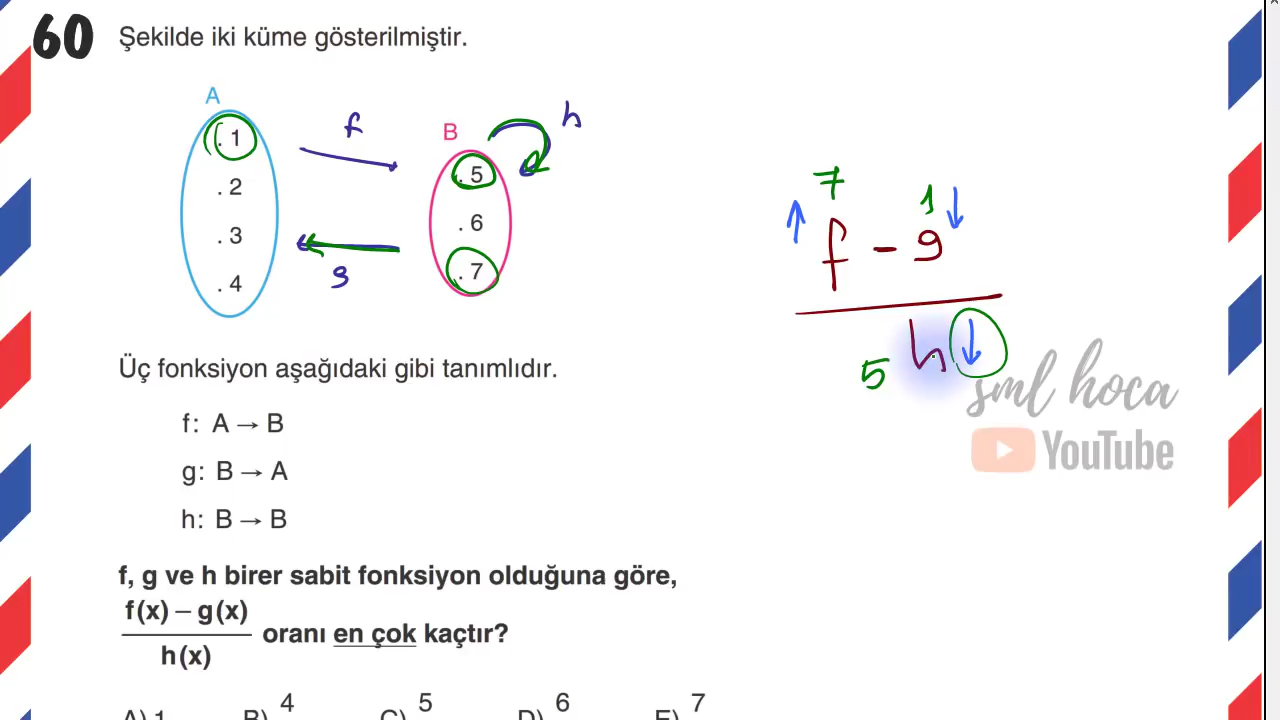 60 Şekilde iki küme gösterilmiştir.
A
f
B
h
. 1
. 2
. 3
. 4
. 5
. 6
. 7
g
7 1
f - g
5 h
sml hoca
YouTube
Üç fonksiyon aşağıdaki gibi tanımlıdır.
f: A → B
g: B → A
h: B → B
f, g ve h birer sabit fonksiyon olduğuna göre,
f(x) – g(x)
h(x)
oranı en çok kaçtır?
A) 1 B) 4 C) 5 D) 6 E) 7